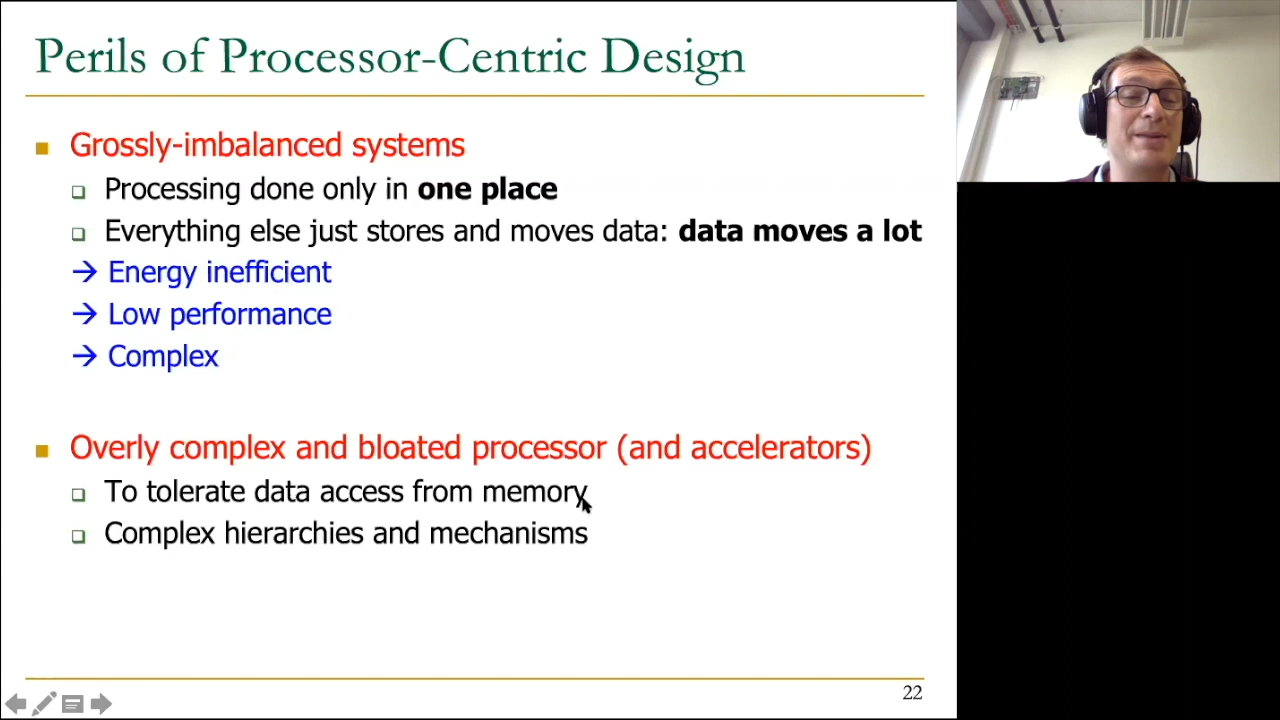 Perils of Processor-Centric Design
Grossly-imbalanced systems
Processing done only in one place
Everything else just stores and moves data: data moves a lot
→ Energy inefficient
→ Low performance
→ Complex
Overly complex and bloated processor (and accelerators)
To tolerate data access from memory
Complex hierarchies and mechanisms
22